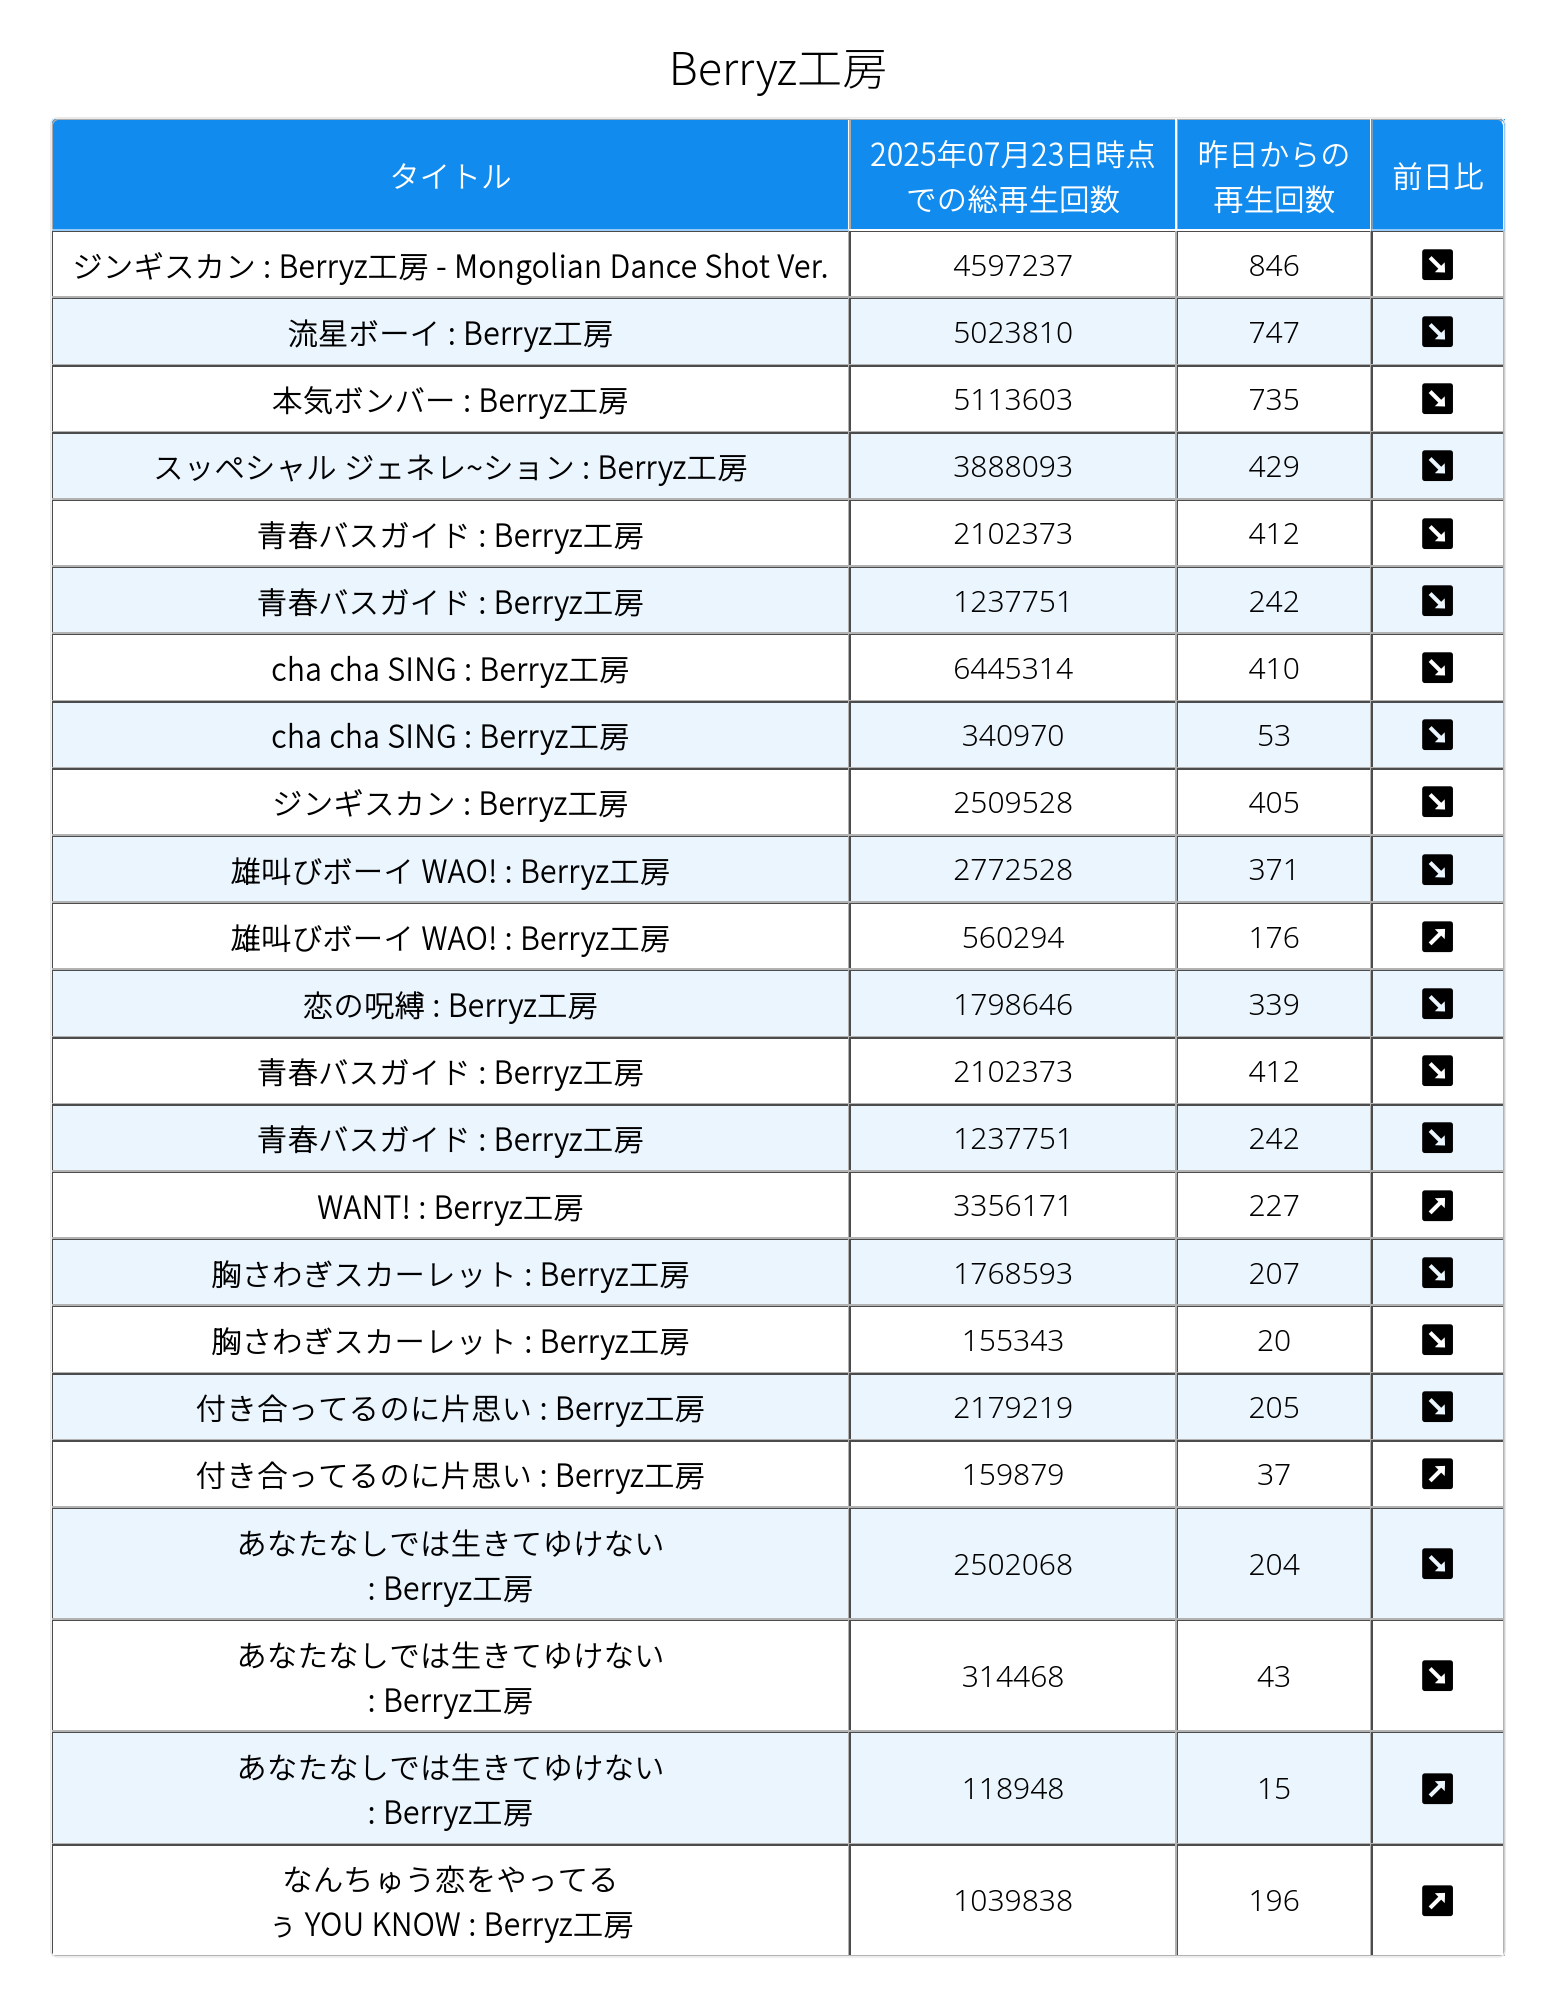 Berryz工房
タイトル
2025年07月23日時点
での総再生回数
昨日からの
再生回数
前日比
ジンギスカン : Berryz工房 - Mongolian Dance Shot Ver.
4597237
846
流星ボーイ : Berryz工房
5023810
747
本気ボンバー : Berryz工房
5113603
735
スッペシャル ジェネレ~ション : Berryz工房
3888093
429
青春バスガイド : Berryz工房
2102373
412
青春バスガイド : Berryz工房
1237751
242
cha cha SING : Berryz工房
6445314
410
cha cha SING : Berryz工房
340970
53
ジンギスカン : Berryz工房
2509528
405
雄叫びボーイ WAO! : Berryz工房
2772528
371
雄叫びボーイ WAO! : Berryz工房
560294
176
恋の呪縛 : Berryz工房
1798646
339
青春バスガイド : Berryz工房
2102373
412
青春バスガイド : Berryz工房
1237751
242
WANT! : Berryz工房
3356171
227
胸さわぎスカーレット : Berryz工房
1768593
207
胸さわぎスカーレット : Berryz工房
155343
20
付き合ってるのに片思い : Berryz工房
2179219
205
付き合ってるのに片思い : Berryz工房
159879
37
あなたなしでは生きてゆけない
: Berryz工房
2502068
204
あなたなしでは生きてゆけない
: Berryz工房
314468
43
あなたなしでは生きてゆけない
: Berryz工房
118948
15
なんちゅう恋をやってる
ぅ YOU KNOW : Berryz工房
1039838
196